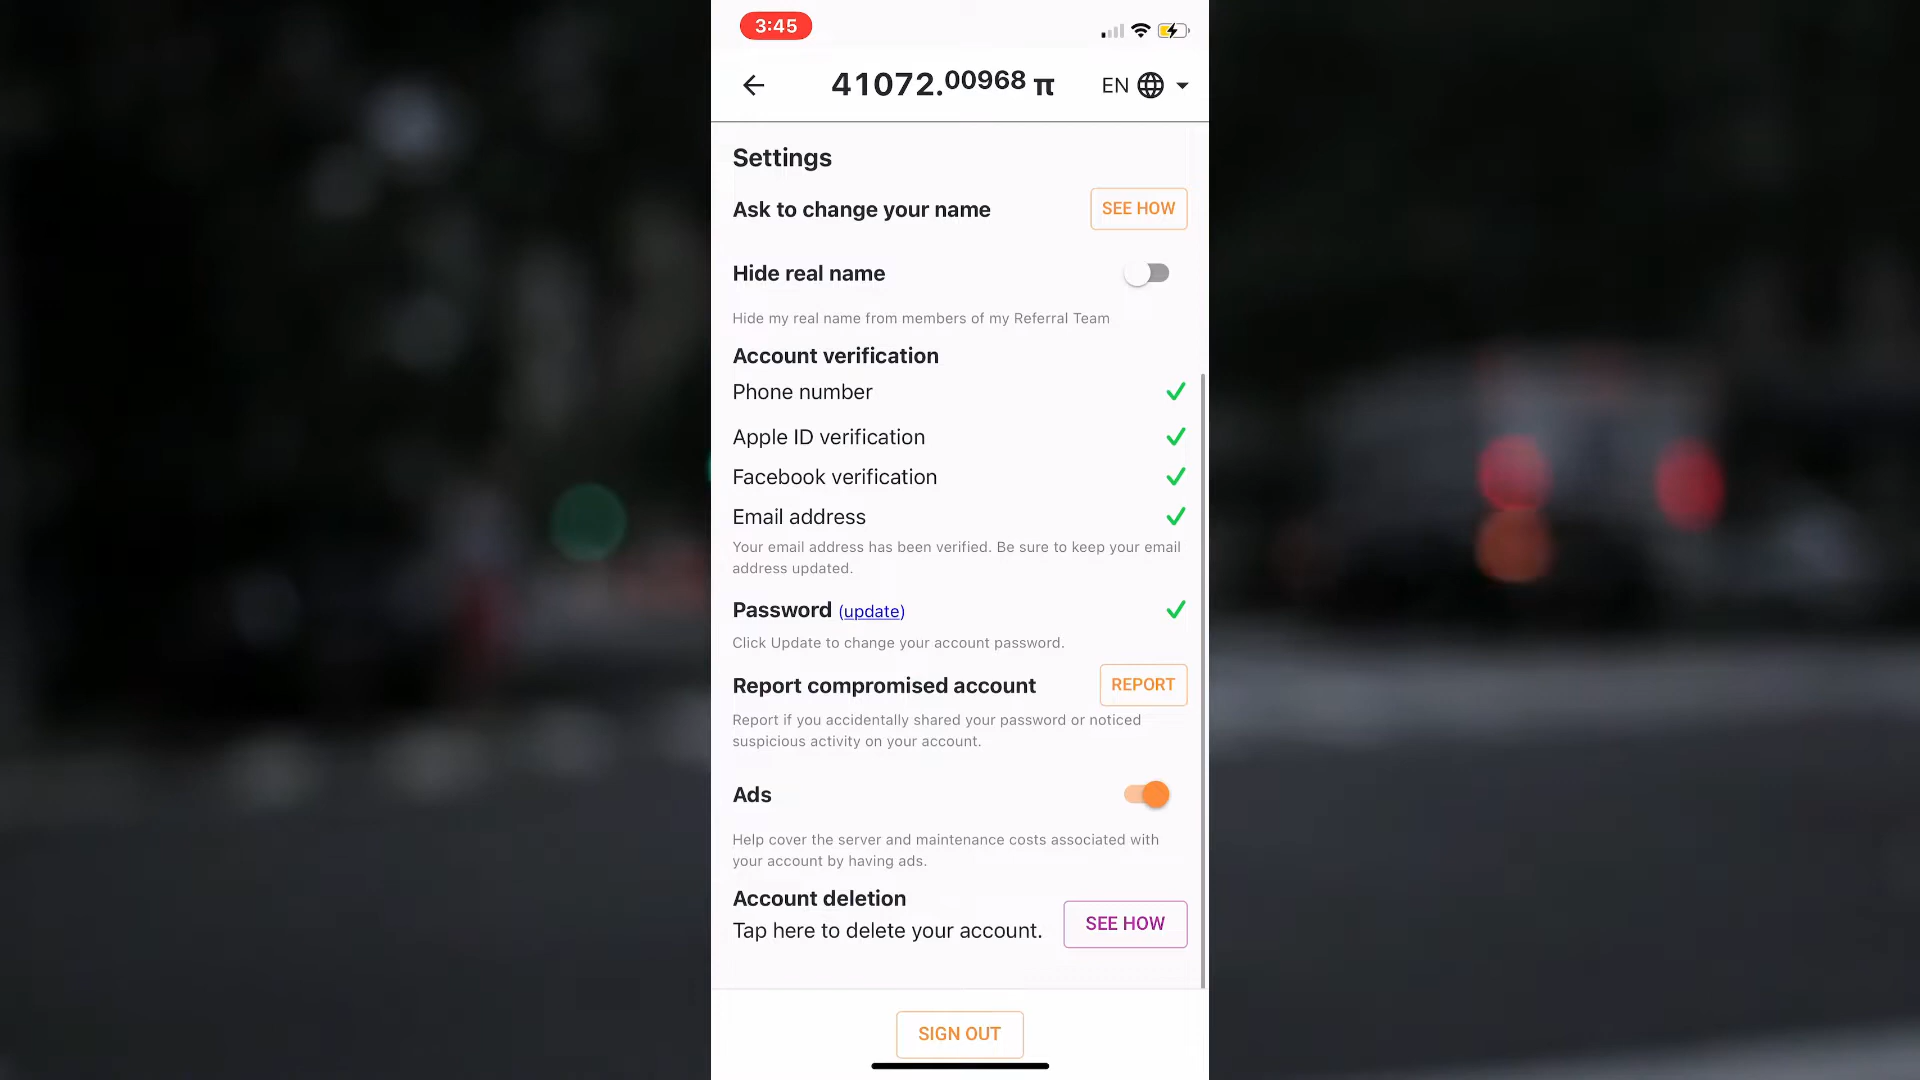 3:45
41072.00968 π
EN
Settings
Ask to change your name
SEE HOW
Hide real name
Hide my real name from members of my Referral Team
Account verification
Phone number
Apple ID verification
Facebook verification
Email address
Your email address has been verified. Be sure to keep your email
address updated.
Password (update)
Click Update to change your account password.
Report compromised account
REPORT
Report if you accidentally shared your password or noticed
suspicious activity on your account.
Ads
Help cover the server and maintenance costs associated with
your account by having ads.
Account deletion
Tap here to delete your account.
SEE HOW
SIGN OUT